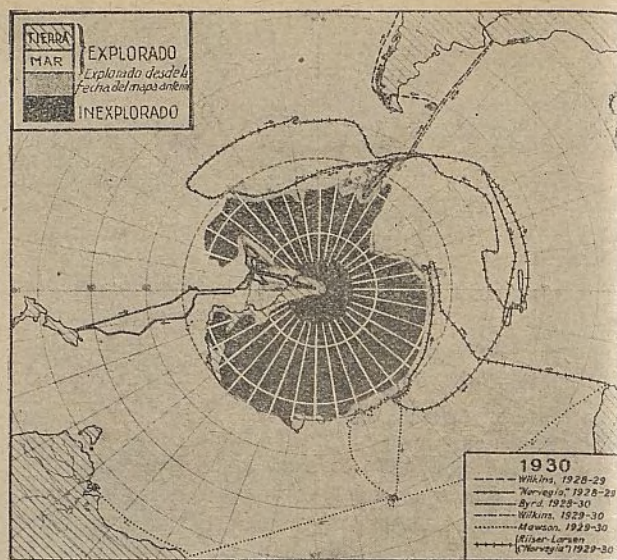 TIERRA
MAR
EXPLORADO
Explorado desde la
fecha del mapa anterior
INEXPLORADO
1930
Wilkins, 1928-29
"Norvegia," 1928-29
Byrd, 1928-30
Wilkins, 1929-30
Mawson, 1929-30
Riiser-Larsen
("Norvegia") 1929-30